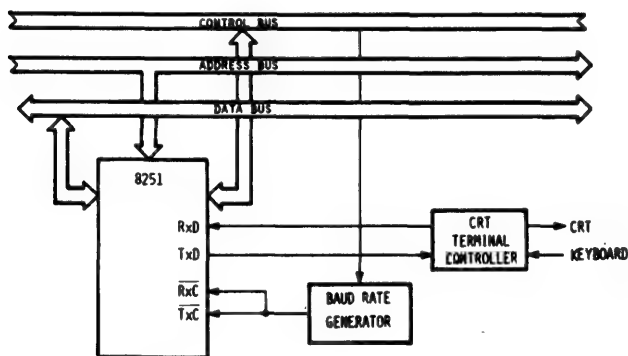 CONTROL BUS
ADDRESS BUS
DATA BUS
8251
RxD
TxD
RxC
TxC
CRT
TERMINAL
CONTROLLER
CRT
KEYBOARD
BAUD RATE
GENERATOR